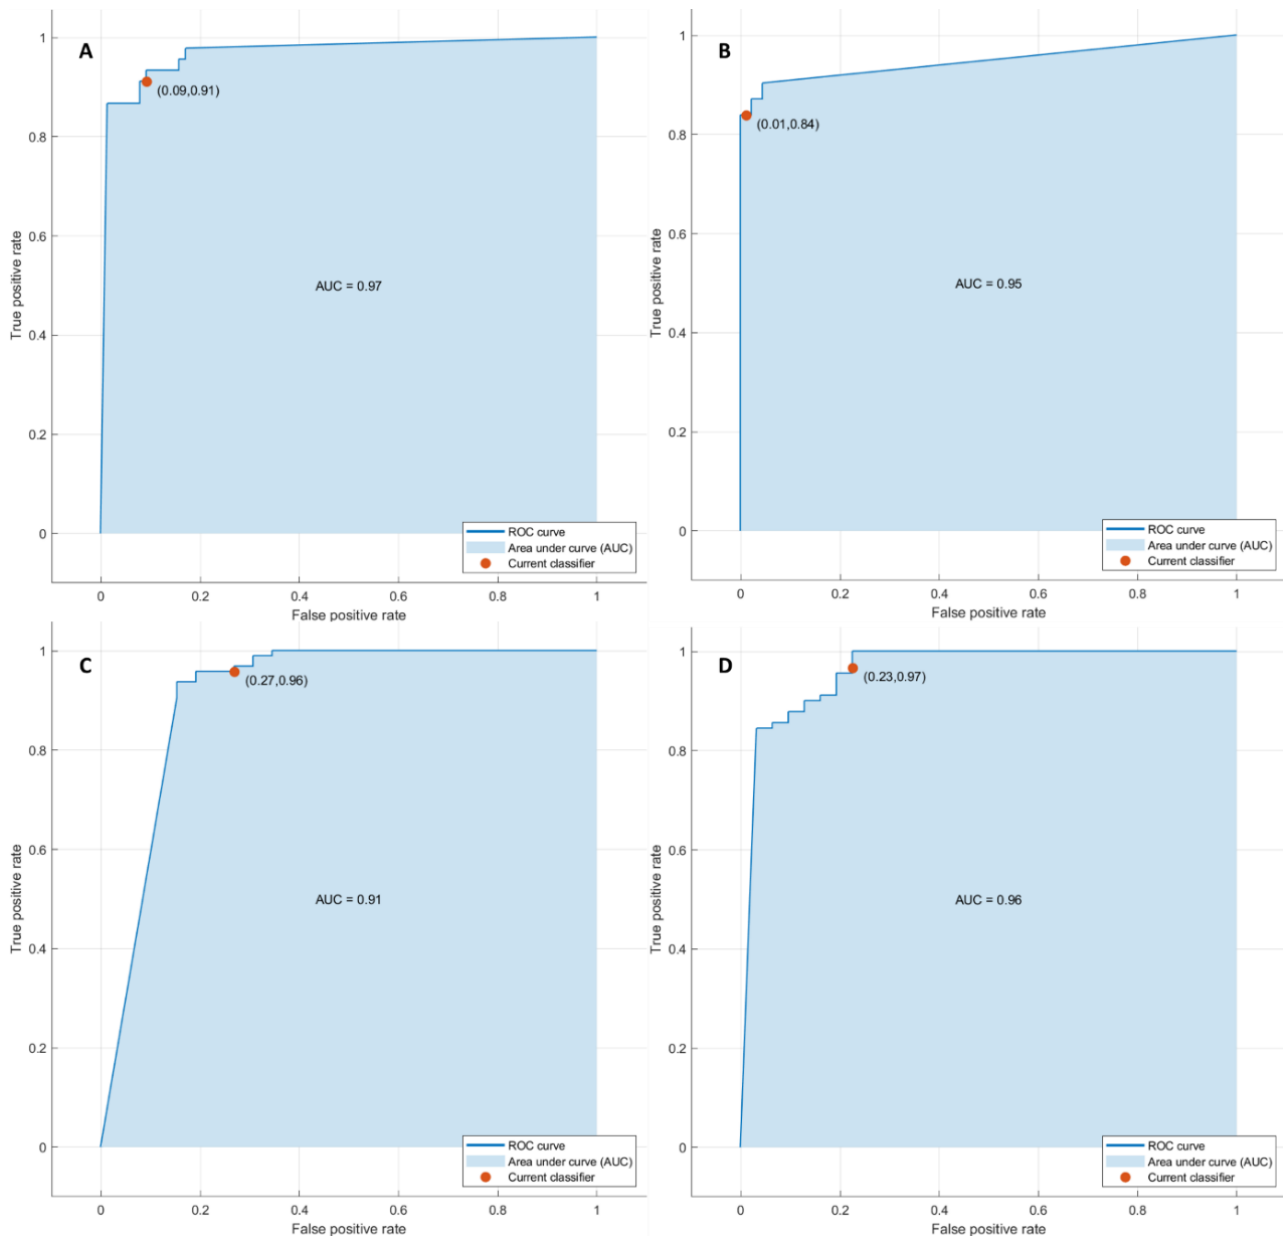 A
1
0.8
0.6
0.4
0.2
0
True positive rate
(0.09,0.91)
AUC = 0.97
ROC curve
Area under curve (AUC)
Current classifier
0 0.2 0.4 0.6 0.8 1
False positive rate
B
1
0.8
0.6
0.4
0.2
0
True positive rate
(0.01,0.84)
AUC = 0.95
ROC curve
Area under curve (AUC)
Current classifier
0 0.2 0.4 0.6 0.8 1
False positive rate
C
1
0.8
0.6
0.4
0.2
0
True positive rate
(0.27,0.96)
AUC = 0.91
ROC curve
Area under curve (AUC)
Current classifier
0 0.2 0.4 0.6 0.8 1
False positive rate
D
1
0.8
0.6
0.4
0.2
0
True positive rate
(0.23,0.97)
AUC = 0.96
ROC curve
Area under curve (AUC)
Current classifier
0 0.2 0.4 0.6 0.8 1
False positive rate